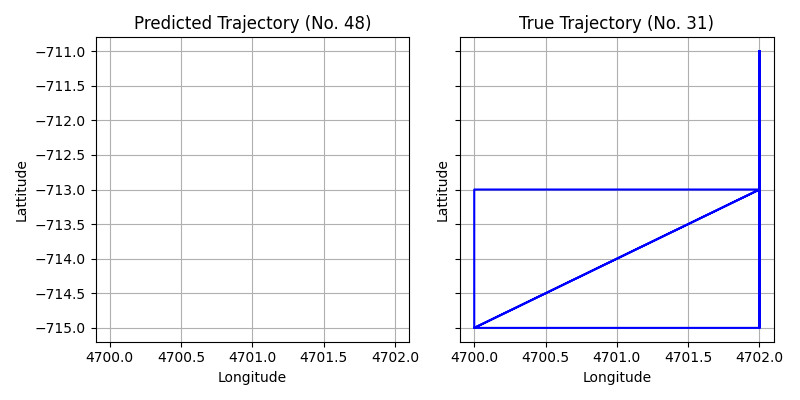 Predicted Trajectory (No. 48)
−711.0
−711.5
−712.0
−712.5
−713.0
−713.5
−714.0
−714.5
−715.0
Lattitude
4700.0 4700.5 4701.0 4701.5 4702.0
Longitude
True Trajectory (No. 31)
Lattitude
4700.0 4700.5 4701.0 4701.5 4702.0
Longitude